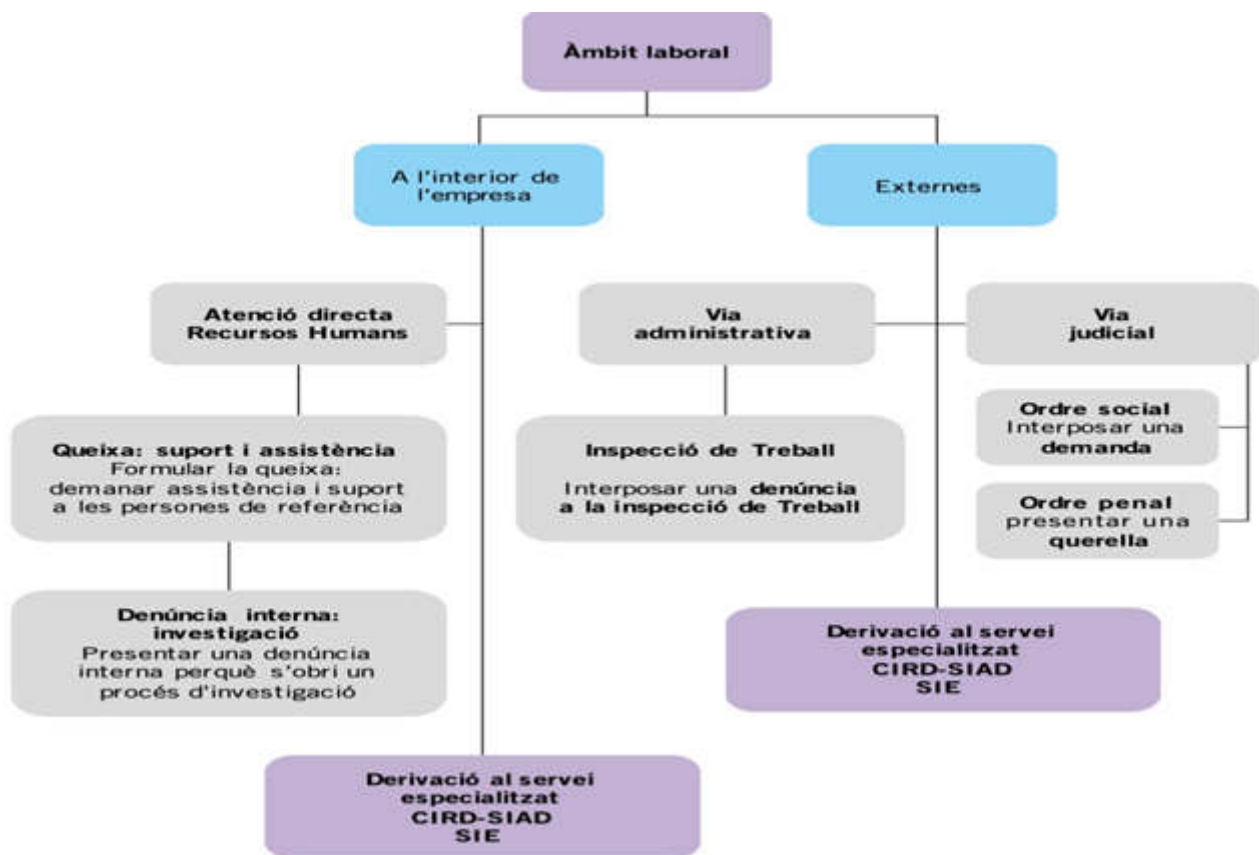 Àmbit laboral
A l'interior de
l'empresa
Externes
Atenció directa
Recursos Humans
Via
administrativa
Via
judicial
Queixa: suport i assistència
Formular la queixa:
demanar assistència i suport
a les persones de referència
Inspecció de Treball
Interposar una denúncia
a la inspecció de Treball
Ordre social
Interposar una
demanda
Ordre penal
presentar una
querella
Denúncia interna:
investigació
Presentar una denúncia
interna perquè s'obri un
procés d'investigació
Derivació al servei
especialitzat
CIRD-SIAD
SIE
Derivació al servei
especialitzat
CIRD-SIAD
SIE